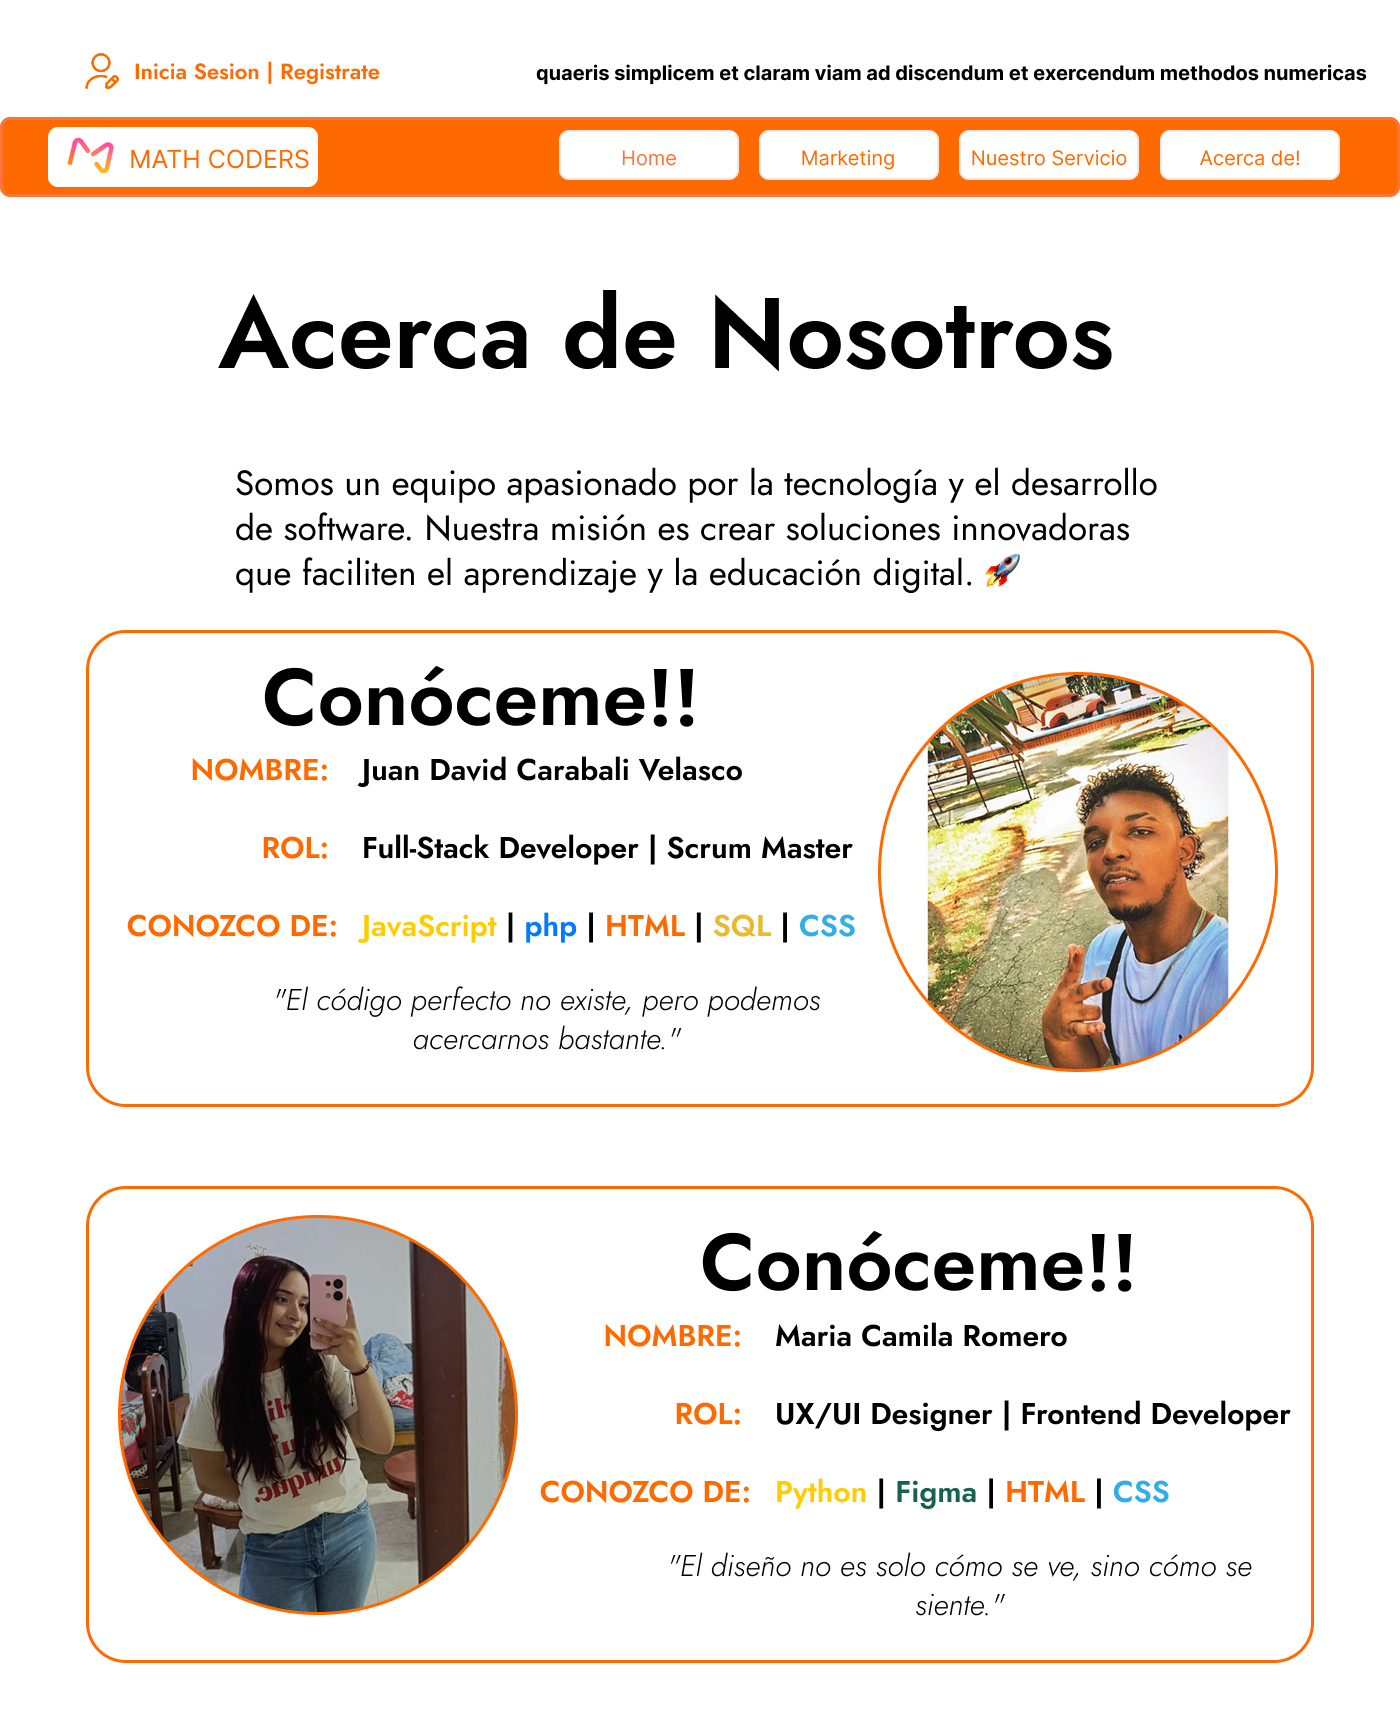 Inicia Sesion | Registrate
quaeris simplicem et claram viam ad discendum et exercendum methodos numericas
MATH CODERS
Home
Marketing
Nuestro Servicio
Acerca de!
Acerca de Nosotros
Somos un equipo apasionado por la tecnología y el desarrollo
de software. Nuestra misión es crear soluciones innovadoras
que faciliten el aprendizaje y la educación digital. 🚀
Conóceme!!
NOMBRE: Juan David Carabali Velasco
ROL: Full-Stack Developer | Scrum Master
CONOZCO DE: JavaScript | php | HTML | SQL | CSS
"El código perfecto no existe, pero podemos
acercarnos bastante."
Conóceme!!
NOMBRE: Maria Camila Romero
ROL: UX/UI Designer | Frontend Developer
CONOZCO DE: Python | Figma | HTML | CSS
"El diseño no es solo cómo se ve, sino cómo se
siente."